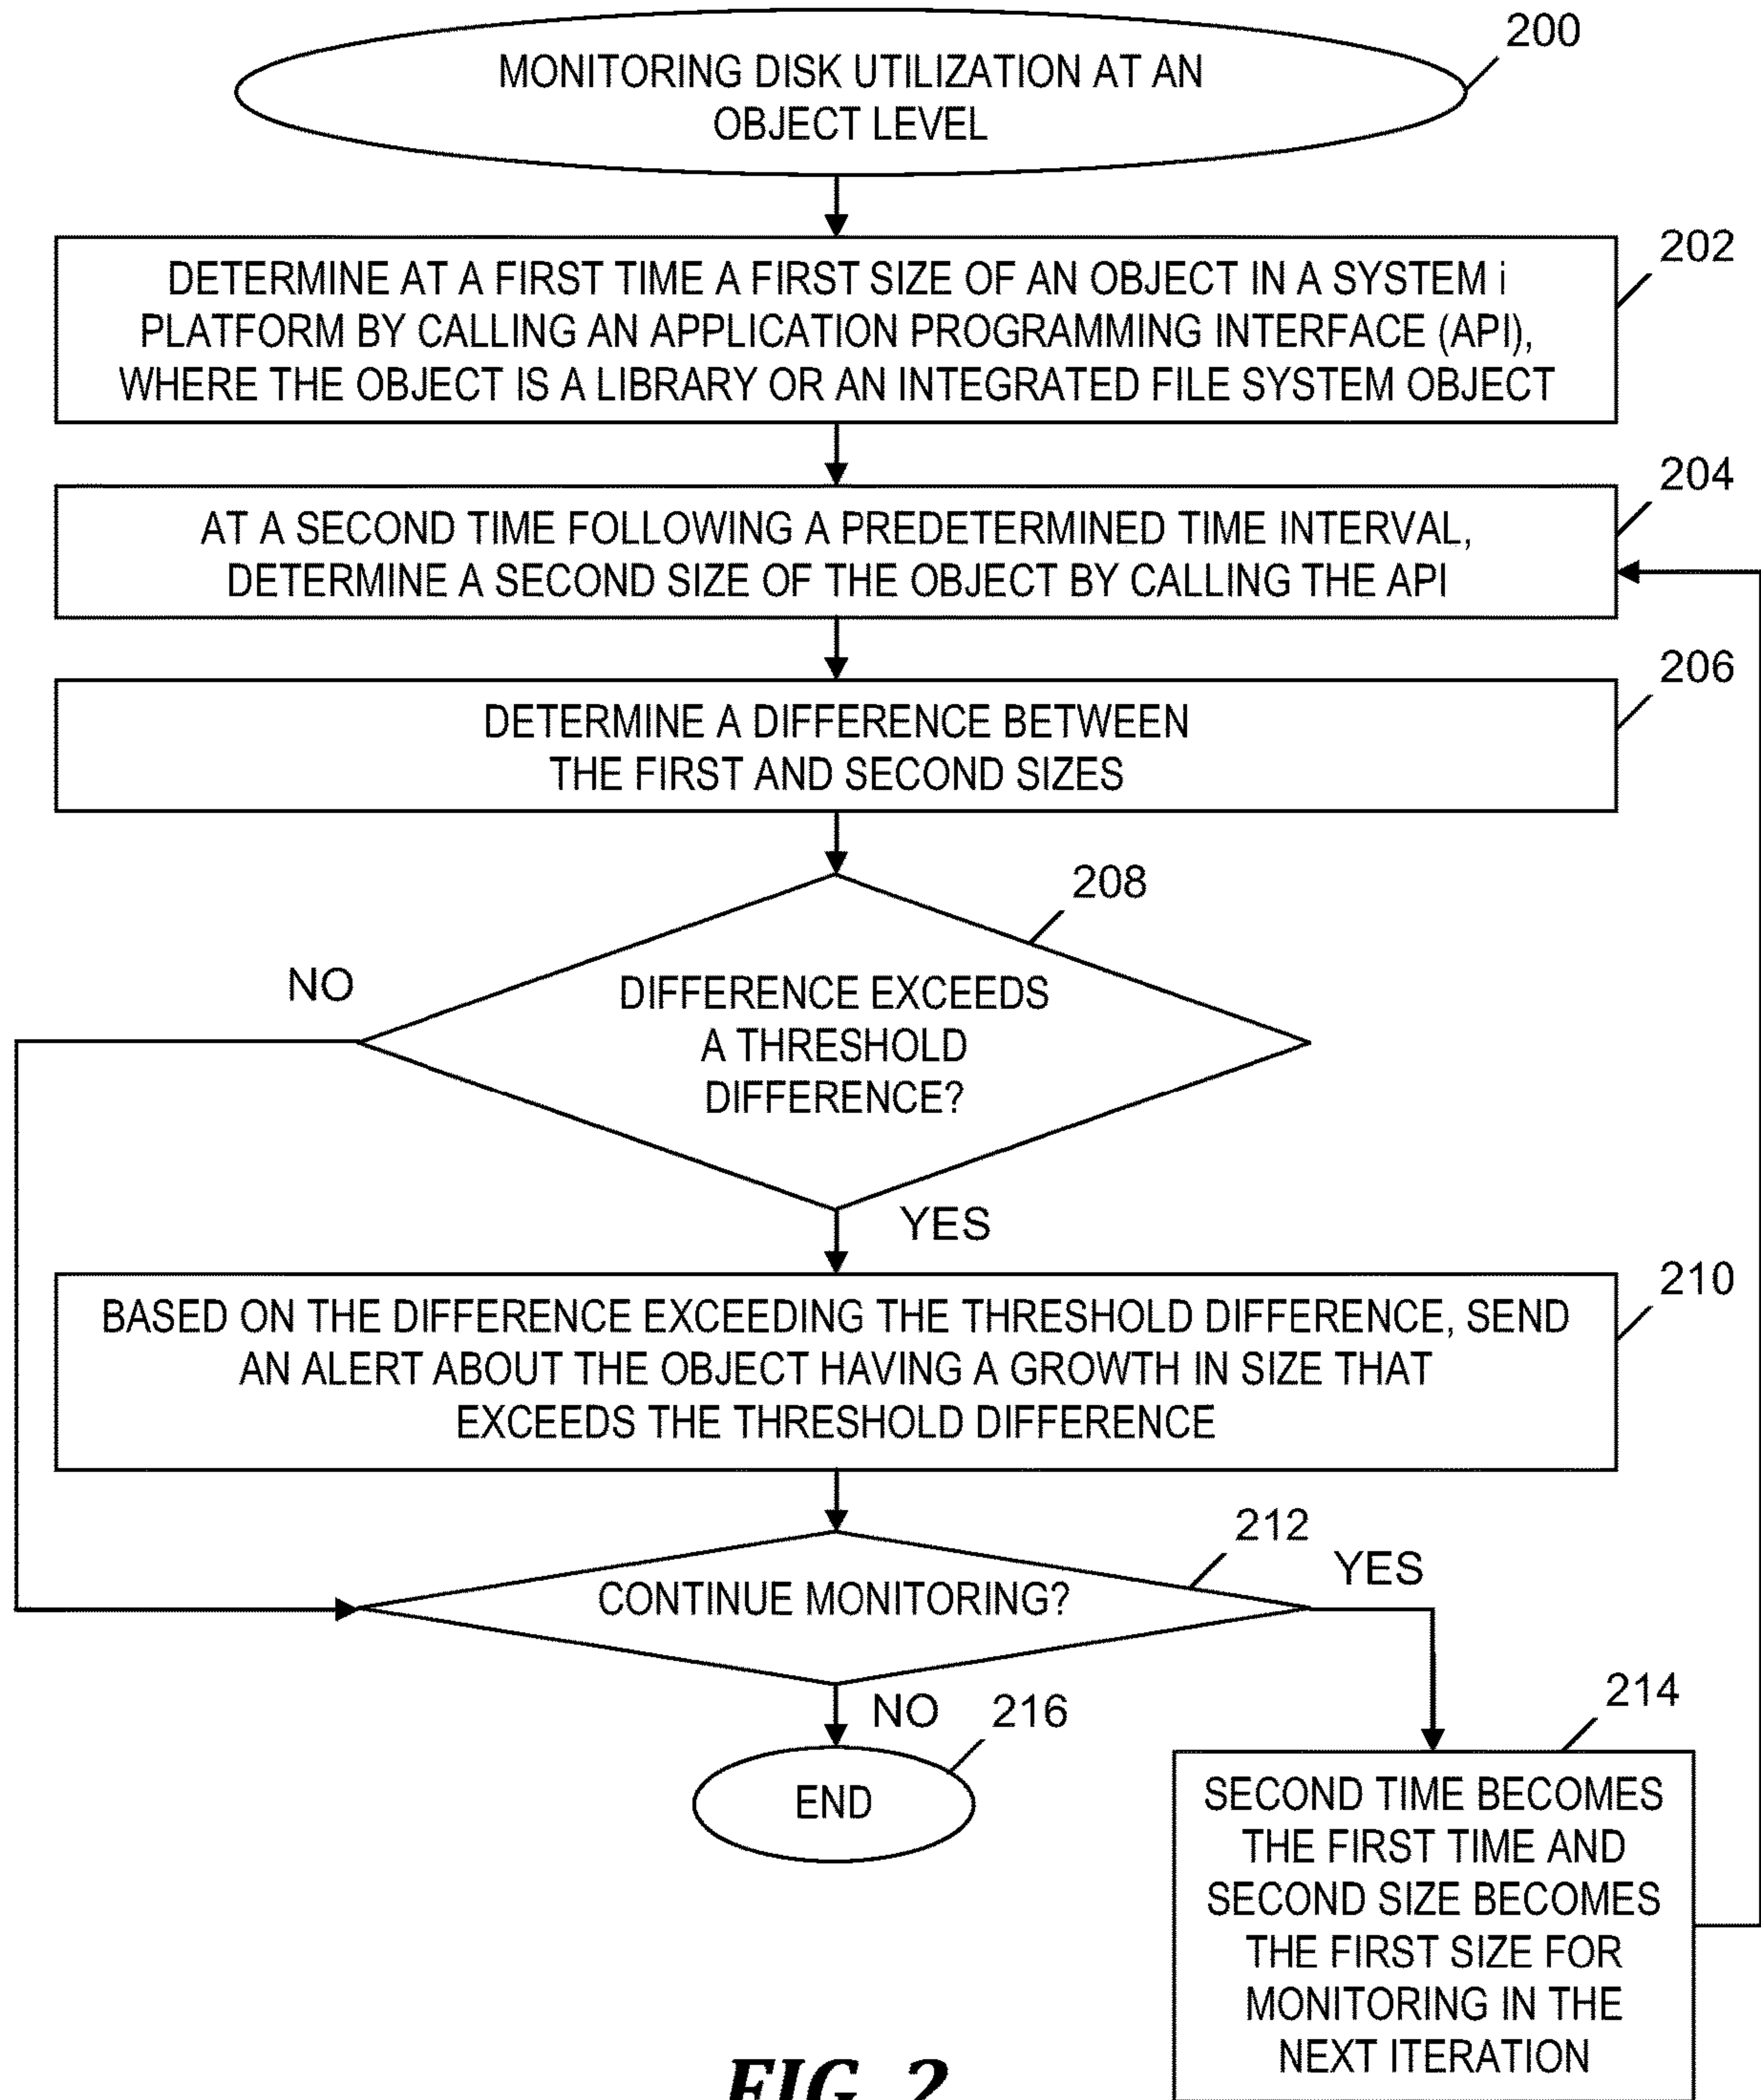 200
MONITORING DISK UTILIZATION AT AN
OBJECT LEVEL
202
DETERMINE AT A FIRST TIME A FIRST SIZE OF AN OBJECT IN A SYSTEM i
PLATFORM BY CALLING AN APPLICATION PROGRAMMING INTERFACE (API),
WHERE THE OBJECT IS A LIBRARY OR AN INTEGRATED FILE SYSTEM OBJECT
204
AT A SECOND TIME FOLLOWING A PREDETERMINED TIME INTERVAL,
DETERMINE A SECOND SIZE OF THE OBJECT BY CALLING THE API
206
DETERMINE A DIFFERENCE BETWEEN
THE FIRST AND SECOND SIZES
208
NO
DIFFERENCE EXCEEDS
A THRESHOLD
DIFFERENCE?
YES
210
BASED ON THE DIFFERENCE EXCEEDING THE THRESHOLD DIFFERENCE, SEND
AN ALERT ABOUT THE OBJECT HAVING A GROWTH IN SIZE THAT
EXCEEDS THE THRESHOLD DIFFERENCE
212
YES
CONTINUE MONITORING?
NO
216
214
END
SECOND TIME BECOMES
THE FIRST TIME AND
SECOND SIZE BECOMES
THE FIRST SIZE FOR
MONITORING IN THE
NEXT ITERATION
FIG. 2